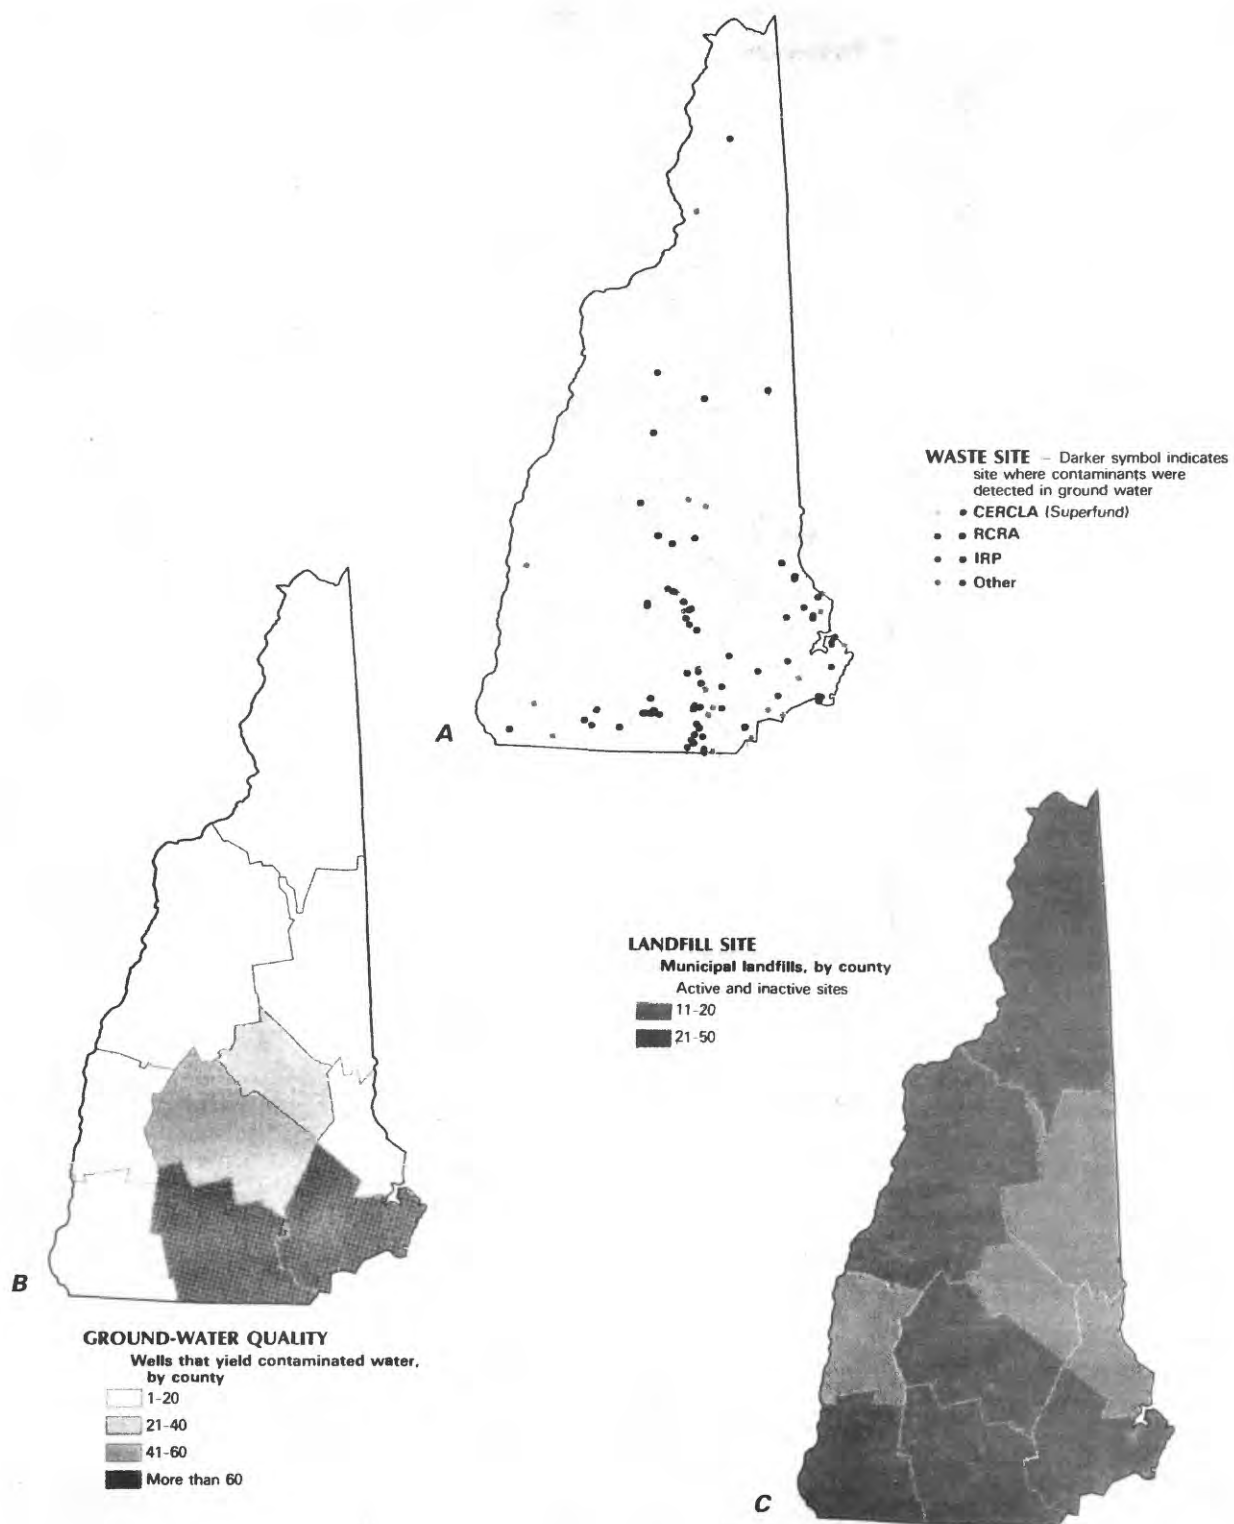 WASTE SITE – Darker symbol indicates
site where contaminants were
detected in ground water
CERCLA (Superfund)
RCRA
IRP
Other
A
B
GROUND-WATER QUALITY
Wells that yield contaminated water,
by county
1-20
21-40
41-60
More than 60
LANDFILL SITE
Municipal landfills, by county
Active and inactive sites
11-20
21-50
C